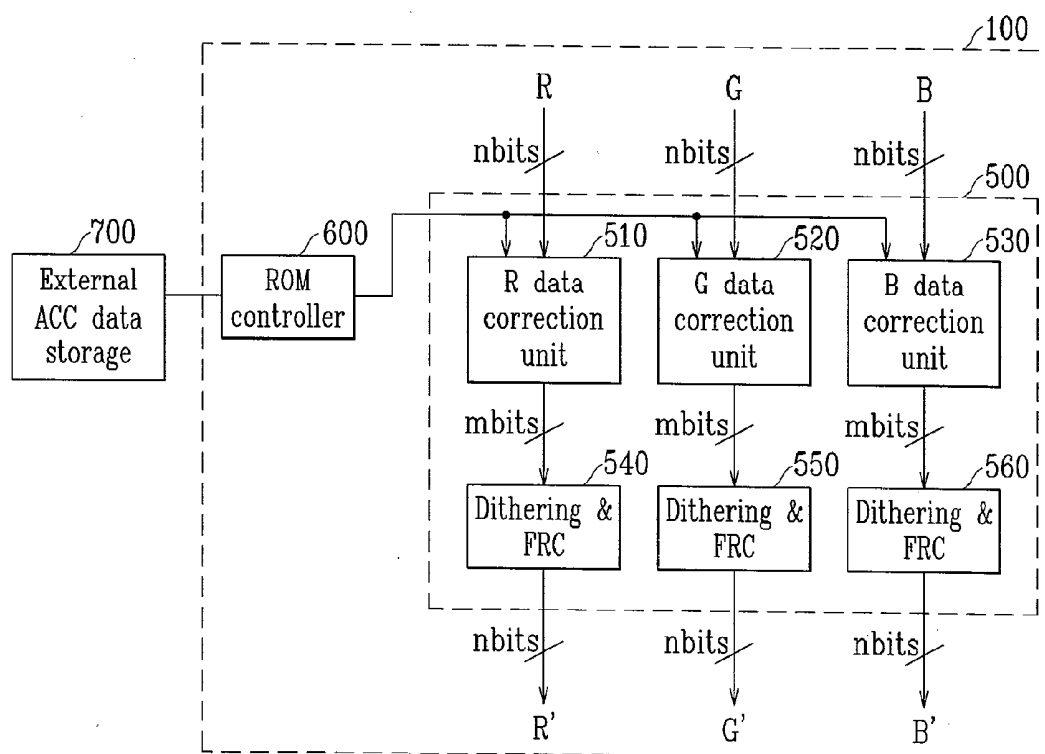 100
R G B
nbits nbits nbits
500
700 600 510 520 530
External
ACC data
storage
ROM
controller
R data
correction
unit
G data
correction
unit
B data
correction
unit
mbits mbits mbits
540 550 560
Dithering &
FRC
Dithering &
FRC
Dithering &
FRC
nbits nbits nbits
R' G' B'